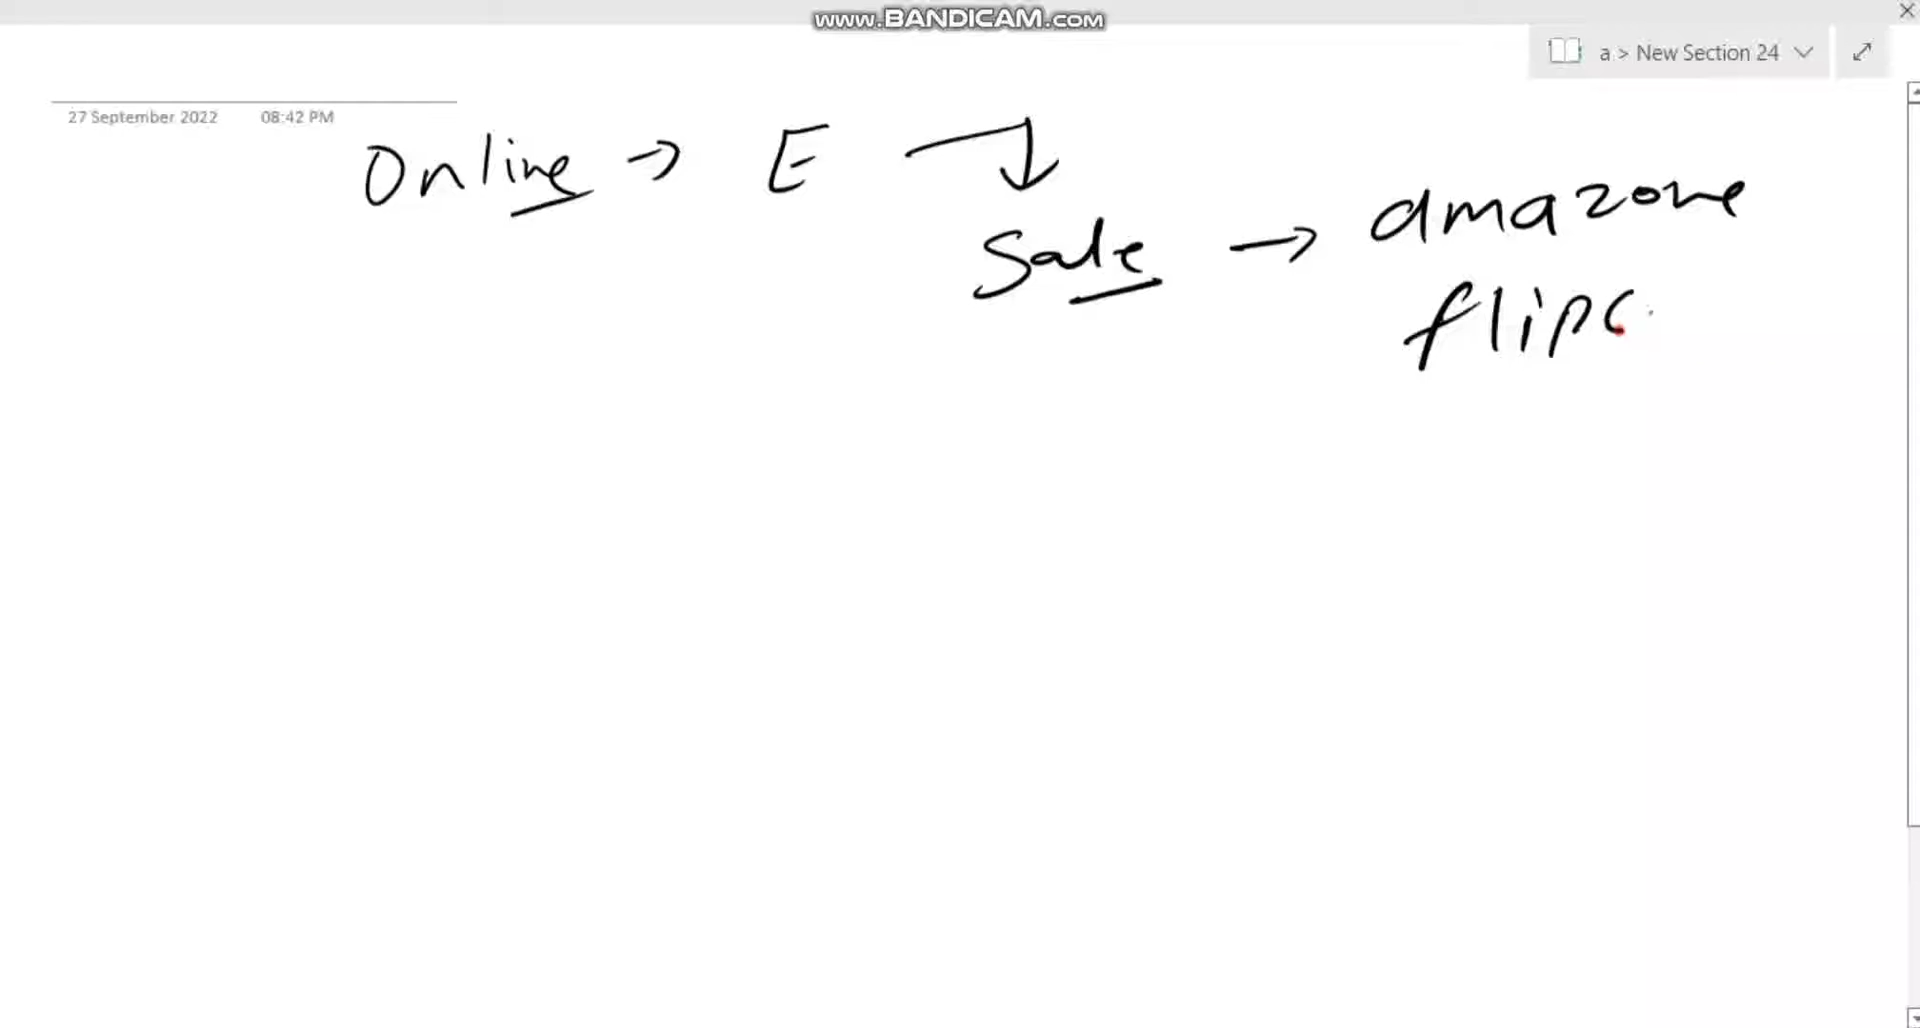 www.BANDICAM.com
a > New Section 24
27 September 2022 08:42 PM
Online → E
Sale → amazone
flipc